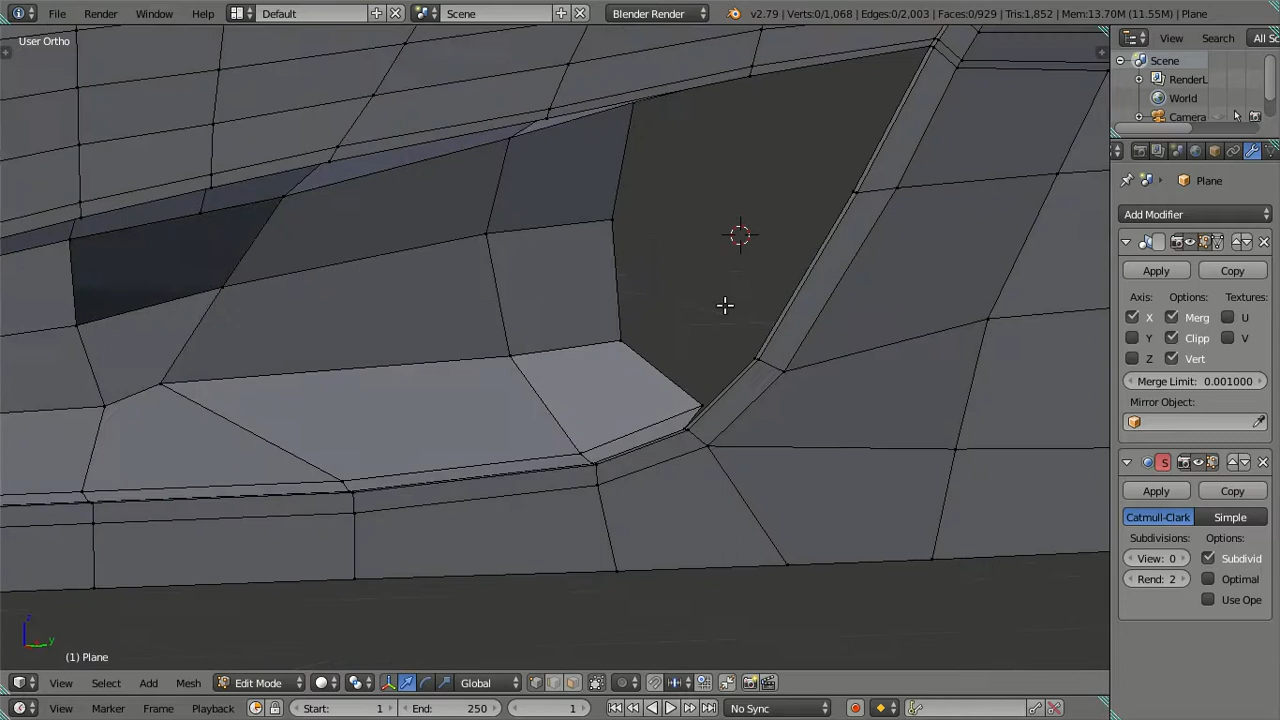 File Render Window Help Default Scene Blender Render v2.79 | Verts:0/1,068 | Edges:0/2,003 | Faces:0/929 | Tris:1,852 | Mem:13.70M (11.55M) | Plane
User Ortho
View Search All Sc
Scene
RenderL
World
Camera
Plane
Add Modifier
Apply Copy
Axis: Options: Textures:
X Merg U
Y Clipp V
Z Vert
Merge Limit: 0.001000
Mirror Object:
S
Apply Copy
Catmull-Clark Simple
Subdivisions: Options:
View: 0 Subdivid
Rend: 2 Optimal
Use Ope
z
y
(1) Plane
View Select Add Mesh Edit Mode Global
View Marker Frame Playback Start: 1 End: 250 1 No Sync